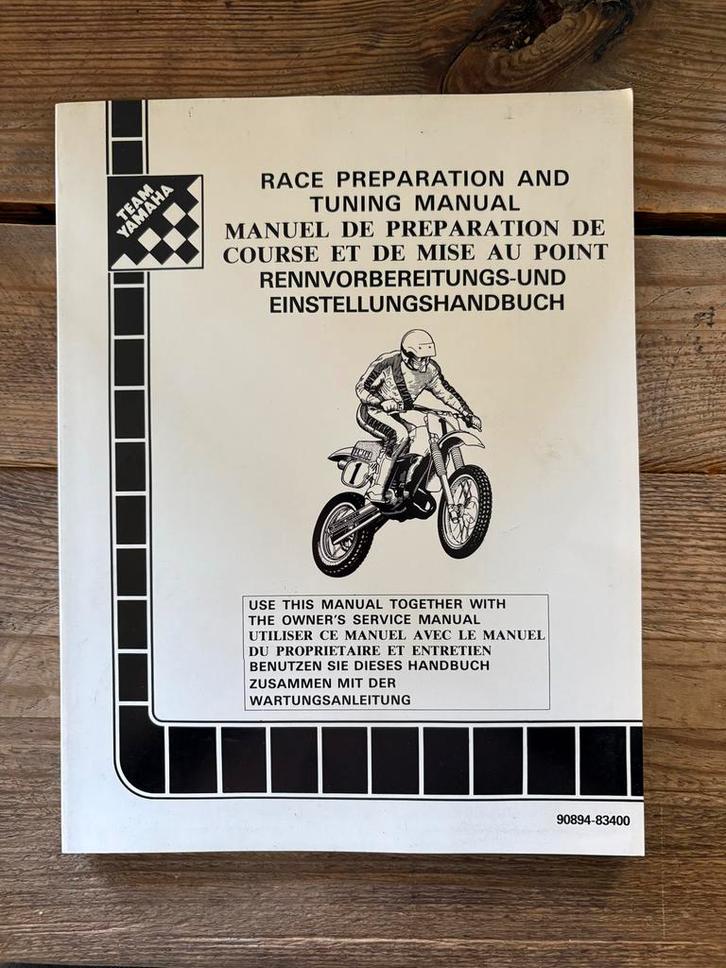 TEAM
YAMAHA
RACE PREPARATION AND
TUNING MANUAL
MANUEL DE PREPARATION DE
COURSE ET DE MISE AU POINT
RENNVORBEREITUNGS-UND
EINSTELLUNGSHANDBUCH
1
USE THIS MANUAL TOGETHER WITH
THE OWNER'S SERVICE MANUAL
UTILISER CE MANUEL AVEC LE MANUEL
DU PROPRIETAIRE ET ENTRETIEN
BENUTZEN SIE DIESES HANDBUCH
ZUSAMMEN MIT DER
WARTUNGSANLEITUNG
90894-83400